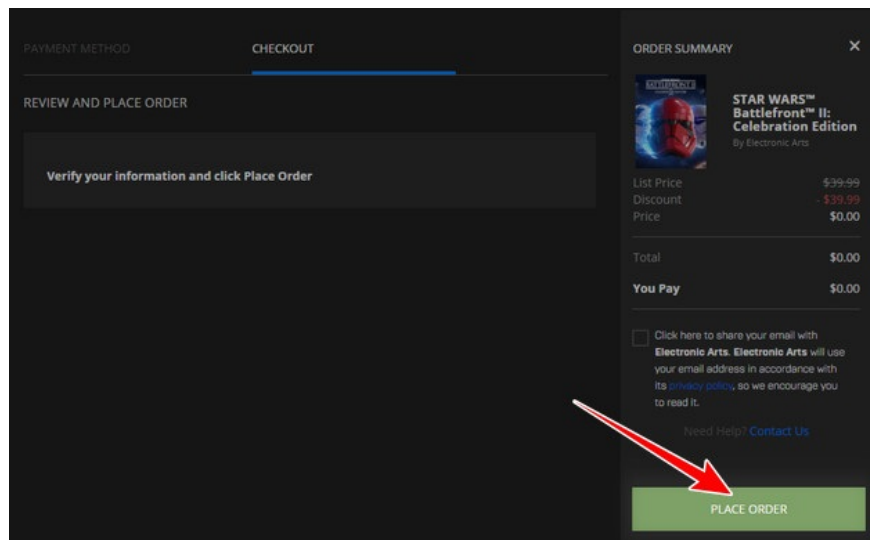 PAYMENT METHOD
CHECKOUT
REVIEW AND PLACE ORDER
Verify your information and click Place Order
ORDER SUMMARY
BATTLEFRONT II
STAR WARS™
Battlefront™ II:
Celebration Edition
By Electronic Arts
List Price $39.99
Discount - $39.99
Price $0.00
Total $0.00
You Pay $0.00
Click here to share your email with
Electronic Arts. Electronic Arts will use
your email address in accordance with
its privacy policy, so we encourage you
to read it.
Need Help? Contact Us
PLACE ORDER